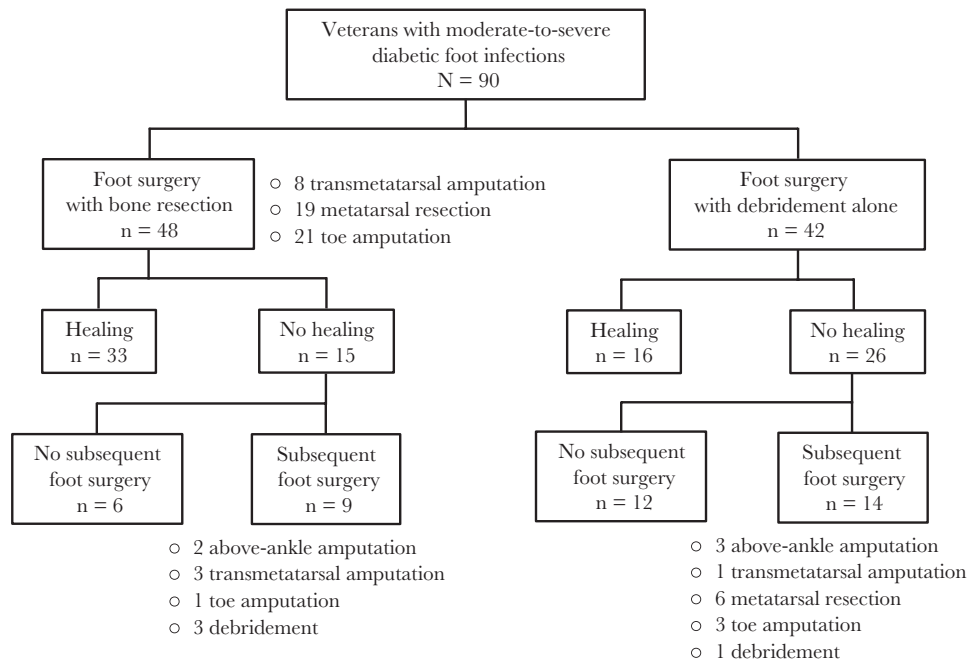 Veterans with moderate-to-severe
diabetic foot infections
N = 90
Foot surgery
with bone resection
n = 48
○ 8 transmetatarsal amputation
○ 19 metatarsal resection
○ 21 toe amputation
Foot surgery
with debridement alone
n = 42
Healing
n = 33
No healing
n = 15
Healing
n = 16
No healing
n = 26
No subsequent
foot surgery
n = 6
Subsequent
foot surgery
n = 9
No subsequent
foot surgery
n = 12
Subsequent
foot surgery
n = 14
○ 2 above-ankle amputation
○ 3 transmetatarsal amputation
○ 1 toe amputation
○ 3 debridement
○ 3 above-ankle amputation
○ 1 transmetatarsal amputation
○ 6 metatarsal resection
○ 3 toe amputation
○ 1 debridement